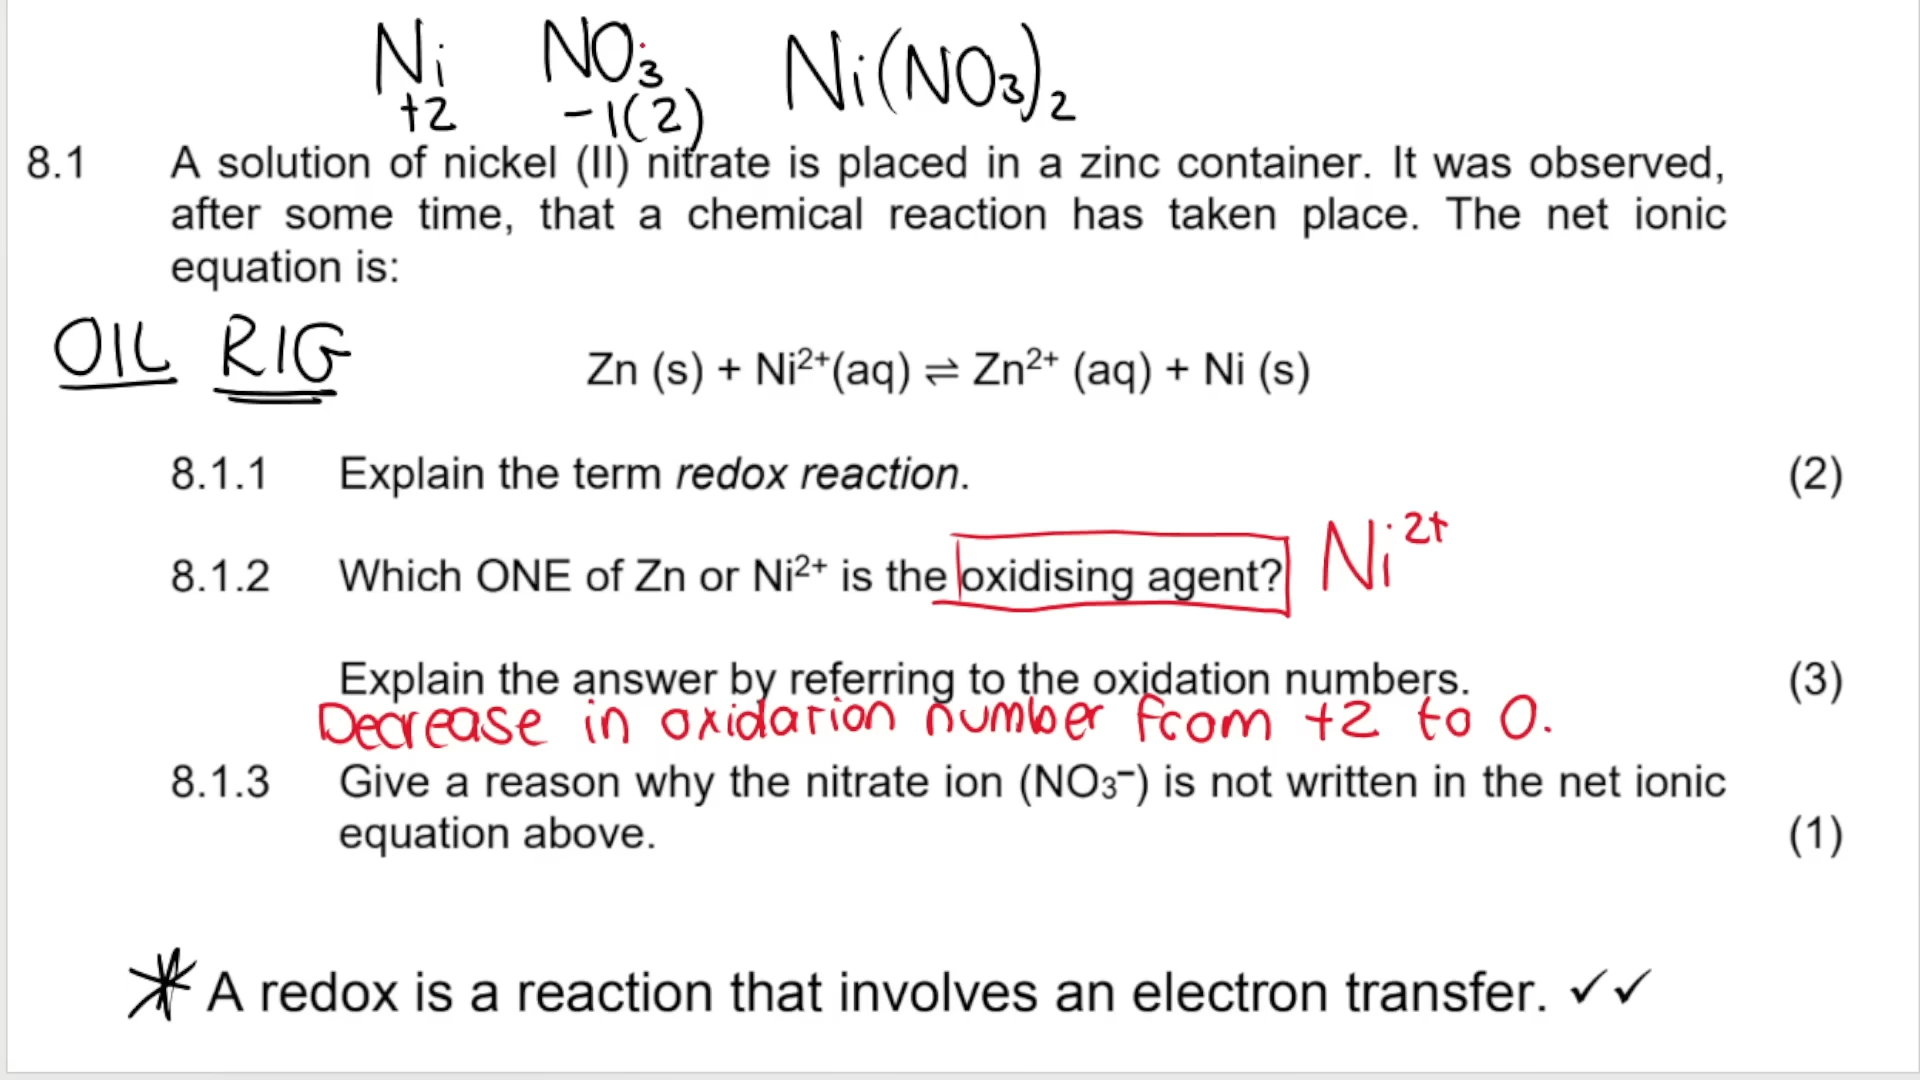 Ni NO₃ Ni(NO₃)₂
+2 -1(2)
8.1 A solution of nickel (II) nitrate is placed in a zinc container. It was observed,
after some time, that a chemical reaction has taken place. The net ionic
equation is:
OIL RIG
Zn (s) + Ni²⁺(aq) ⇌ Zn²⁺ (aq) + Ni (s)
8.1.1 Explain the term redox reaction. (2)
8.1.2 Which ONE of Zn or Ni²⁺ is the oxidising agent? Ni²⁺
Explain the answer by referring to the oxidation numbers. (3)
Decrease in oxidation number from +2 to 0.
8.1.3 Give a reason why the nitrate ion (NO₃⁻) is not written in the net ionic
equation above. (1)
* A redox is a reaction that involves an electron transfer. ✓✓